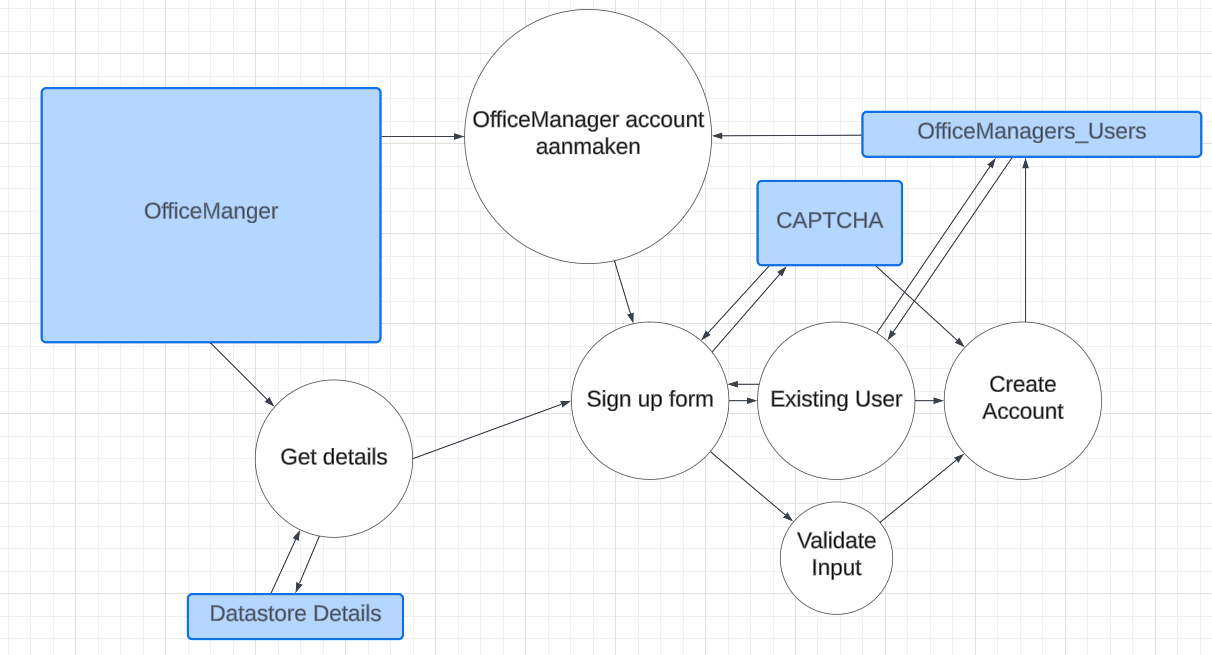 OfficeManager account
aanmaken
OfficeManagers_Users
OfficeManger
CAPTCHA
Sign up form
Existing User
Create
Account
Get details
Validate
Input
Datastore Details